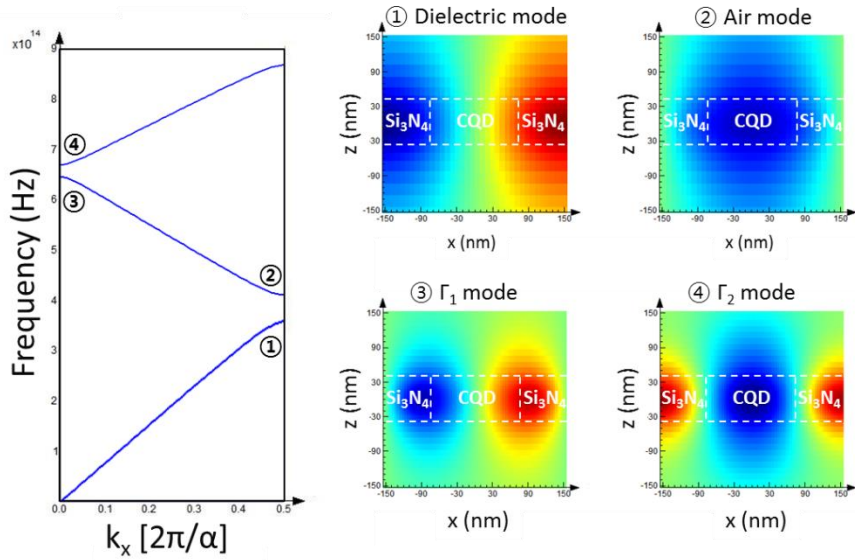 x10^14
Frequency (Hz)
9
8
7
6
5
4
3
2
1
④
③
②
①
0.0 0.1 0.2 0.3 0.4 0.5
k_x [2π/α]
① Dielectric mode
z (nm)
150
90
30
-30
-90
-150
Si₃N₄ CQD Si₃N₄
-150 -90 -30 30 90 150
x (nm)
② Air mode
z (nm)
150
90
30
-30
-90
-150
Si₃N₄ CQD Si₃N₄
-150 -90 -30 30 90 150
x (nm)
③ Γ₁ mode
z (nm)
150
90
30
-30
-90
-150
Si₃N₄ CQD Si₃N₄
-150 -90 -30 30 90 150
x (nm)
④ Γ₂ mode
z (nm)
150
90
30
-30
-90
-150
Si₃N₄ CQD Si₃N₄
-150 -90 -30 30 90 150
x (nm)